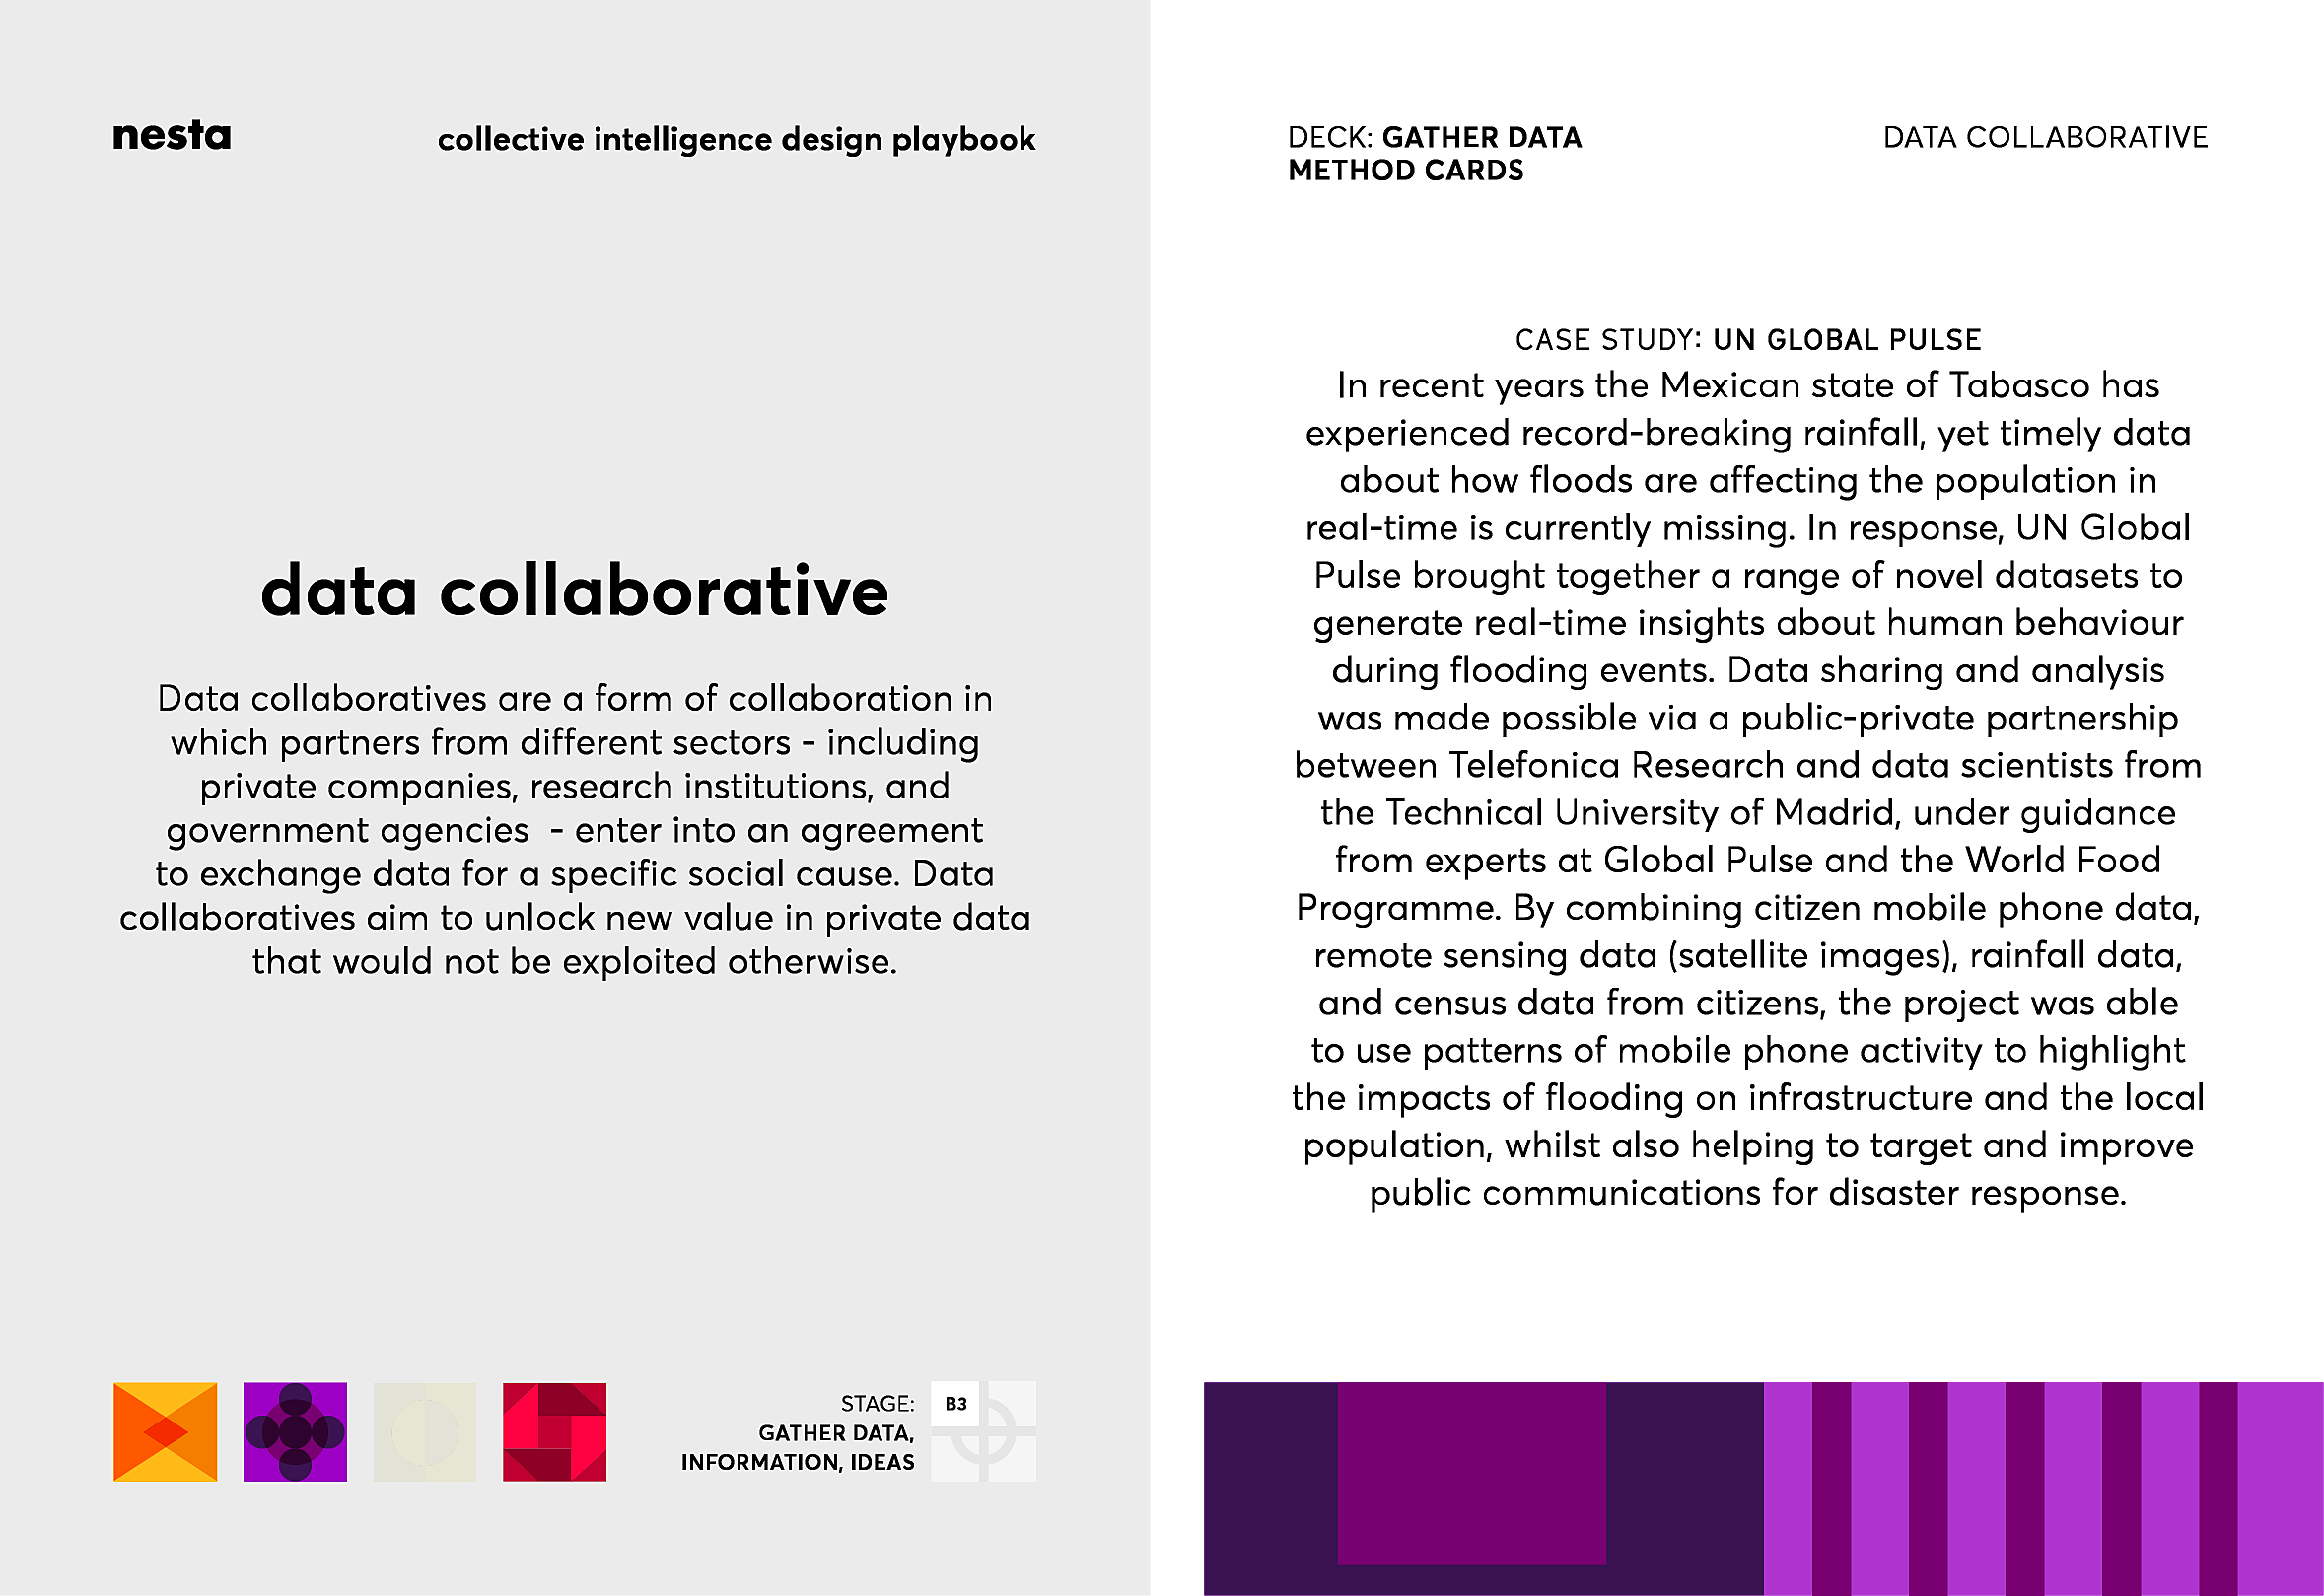 nesta
collective intelligence design playbook
data collaborative
Data collaboratives are a form of collaboration in
which partners from different sectors - including
private companies, research institutions, and
government agencies  - enter into an agreement
to exchange data for a specific social cause. Data
collaboratives aim to unlock new value in private data
that would not be exploited otherwise.
STAGE:
GATHER DATA,
INFORMATION, IDEAS
B3
DECK: GATHER DATA
METHOD CARDS
DATA COLLABORATIVE
CASE STUDY: UN GLOBAL PULSE
In recent years the Mexican state of Tabasco has
experienced record-breaking rainfall, yet timely data
about how floods are affecting the population in
real-time is currently missing. In response, UN Global
Pulse brought together a range of novel datasets to
generate real-time insights about human behaviour
during flooding events. Data sharing and analysis
was made possible via a public-private partnership
between Telefonica Research and data scientists from
the Technical University of Madrid, under guidance
from experts at Global Pulse and the World Food
Programme. By combining citizen mobile phone data,
remote sensing data (satellite images), rainfall data,
and census data from citizens, the project was able
to use patterns of mobile phone activity to highlight
the impacts of flooding on infrastructure and the local
population, whilst also helping to target and improve
public communications for disaster response.